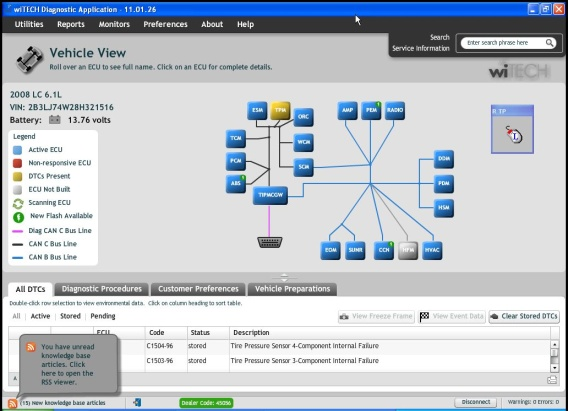 wiTECH Diagnostic Application - 11.01.26
Utilities Reports Monitors Preferences About Help
Search
Service Information
Enter search phrase here
Vehicle View
Roll over an ECU to see full name. Click on an ECU for complete details.
wiTECH
2008 LC 6.1L
VIN: 2B3LJ74W28H321516
Battery: 13.76 volts
Legend
Active ECU
Non-responsive ECU
DTCs Present
ECU Not Built
Scanning ECU
New Flash Available
Diag CAN C Bus Line
CAN C Bus Line
CAN B Bus Line
ESM TPM ORC
TCM WCM
PCM SCM
ABS
TIPMCGW
AMP PEM RADIO
DDM
PDM
HSM
EOM SUNR CCN HFM HVAC
All DTCs Diagnostic Procedures Customer Preferences Vehicle Preparations
Double-click row selection to view environmental data. Click on column heading to sort table.
All Active Stored Pending
View Freeze Frame View Event Data Clear Stored DTCs
ECU Code Status Description
C1504-96 stored Tire Pressure Sensor 4-Component Internal Failure
C1503-96 stored Tire Pressure Sensor 3-Component Internal Failure
You have unread
knowledge base
articles. Click
here to open the
RSS viewer.
(15) New knowledge base articles
Dealer Code: 45036
Disconnect
Warnings: 0 Errors: 0